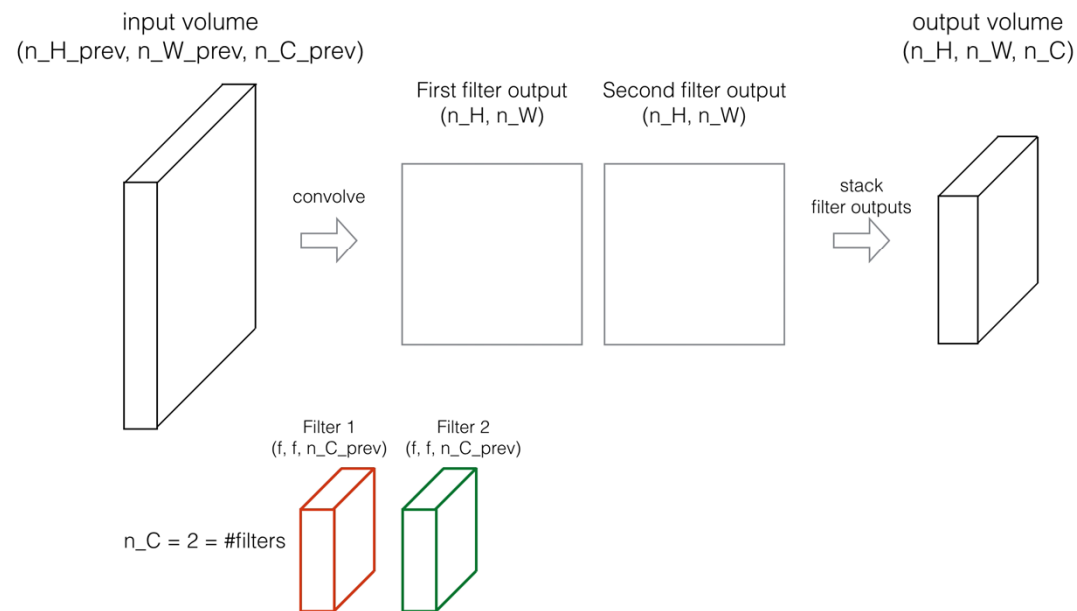 input volume
(n_H_prev, n_W_prev, n_C_prev)
output volume
(n_H, n_W, n_C)
First filter output
(n_H, n_W)
Second filter output
(n_H, n_W)
convolve
stack
filter outputs
Filter 1
(f, f, n_C_prev)
Filter 2
(f, f, n_C_prev)
n_C = 2 = #filters